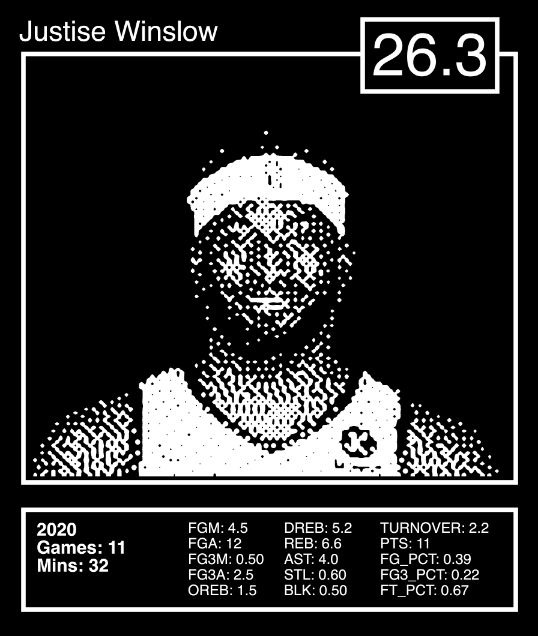 Justise Winslow
26.3
K
2020
Games: 11
Mins: 32
FGM: 4.5
FGA: 12
FG3M: 0.50
FG3A: 2.5
OREB: 1.5
DREB: 5.2
REB: 6.6
AST: 4.0
STL: 0.60
BLK: 0.50
TURNOVER: 2.2
PTS: 11
FG_PCT: 0.39
FG3_PCT: 0.22
FT_PCT: 0.67